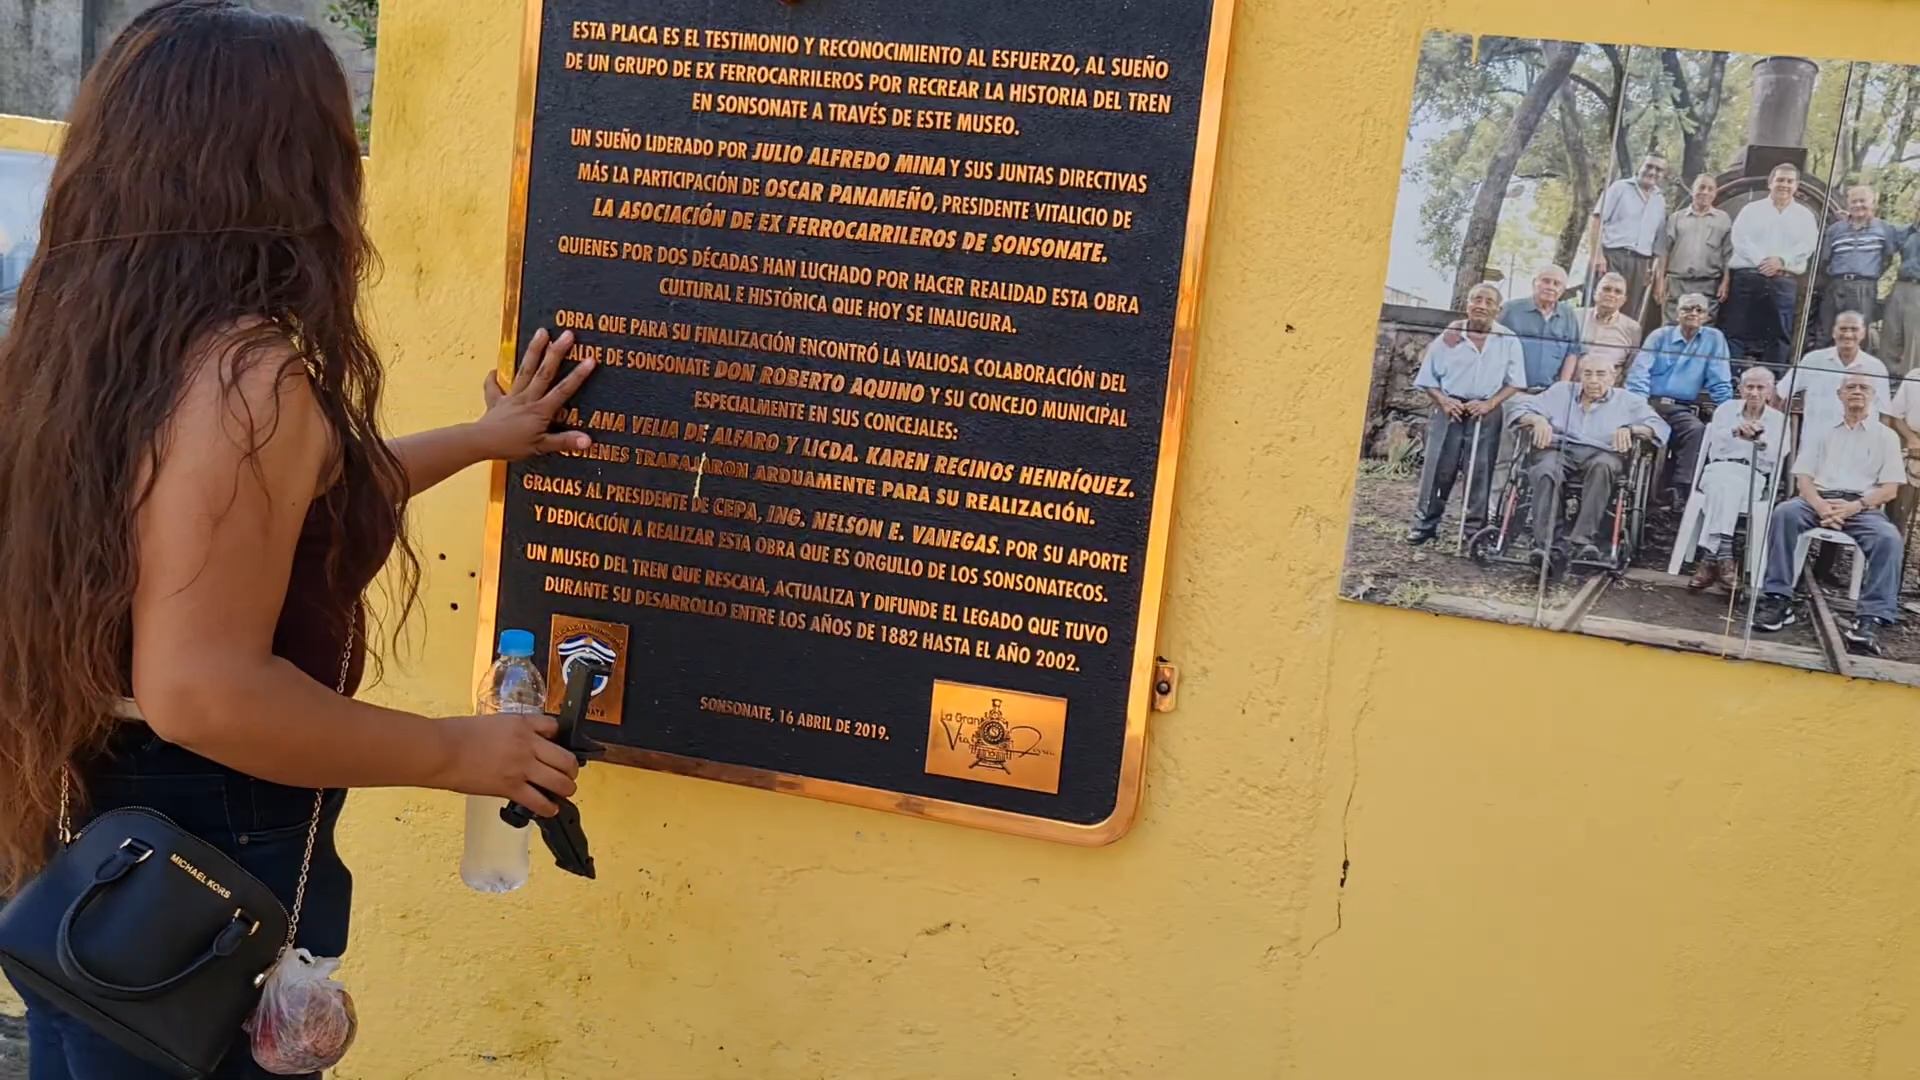 ESTA PLACA ES EL TESTIMONIO Y RECONOCIMIENTO AL ESFUERZO, AL SUEÑO
DE UN GRUPO DE EX FERROCARRILEROS POR RECREAR LA HISTORIA DEL TREN
EN SONSONATE A TRAVÉS DE ESTE MUSEO.
UN SUEÑO LIDERADO POR JULIO ALFREDO MINA Y SUS JUNTAS DIRECTIVAS
MÁS LA PARTICIPACIÓN DE OSCAR PANAMEÑO, PRESIDENTE VITALICIO DE
LA ASOCIACIÓN DE EX FERROCARRILEROS DE SONSONATE.
QUIENES POR DOS DÉCADAS HAN LUCHADO POR HACER REALIDAD ESTA OBRA
CULTURAL E HISTÓRICA QUE HOY SE INAUGURA.
OBRA QUE PARA SU FINALIZACIÓN ENCONTRÓ LA VALIOSA COLABORACIÓN DEL
DE SONSONATE DON ROBERTO AQUINO Y SU CONCEJO MUNICIPAL
ESPECIALMENTE EN SUS CONCEJALES:
ANA VELIA DE ALFARO Y LICDA. KAREN RECINOS HENRÍQUEZ.
QUIENES TRABAJARON ARDUAMENTE PARA SU REALIZACIÓN.
GRACIAS AL PRESIDENTE DE CEPA, ING. NELSON E. VANEGAS. POR SU APORTE
Y DEDICACIÓN A REALIZAR ESTA OBRA QUE ES ORGULLO DE LOS SONSONATECOS.
UN MUSEO DEL TREN QUE RESCATA, ACTUALIZA Y DIFUNDE EL LEGADO QUE TUVO
DURANTE SU DESARROLLO ENTRE LOS AÑOS DE 1882 HASTA EL AÑO 2002.
SONSONATE, 16 ABRIL DE 2019.
La Gran
MICHAEL KORS